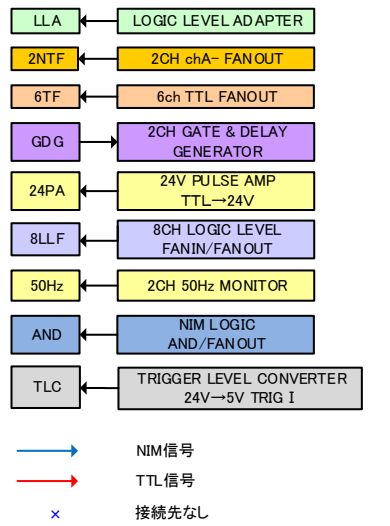 LLA LOGIC LEVEL ADAPTER
2NTF 2CH chA- FANOUT
6TF 6ch TTL FANOUT
GDG 2CH GATE & DELAY
GENERATOR
24PA 24V PULSE AMP
TTL→24V
8LLF 8CH LOGIC LEVEL
FANIN/FANOUT
50Hz 2CH 50Hz MONITOR
AND NIM LOGIC
AND/FANOUT
TLC TRIGGER LEVEL CONVERTER
24V→5V TRIG I
NIM信号
TTL信号
× 接続先なし